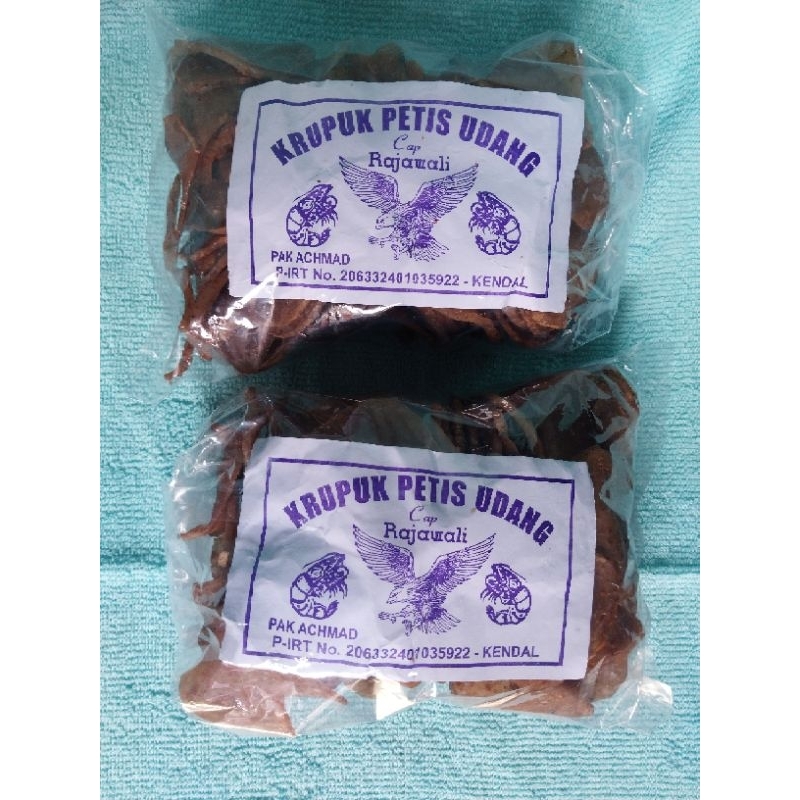 KRUPUK PETIS UDANG
Cap
Rajawali
PAK ACHMAD
P-IRT No. 206332401035922 - KENDAL
KRUPUK PETIS UDANG
Cap
Rajawali
PAK ACHMAD
P-IRT No. 206332401035922 - KENDAL